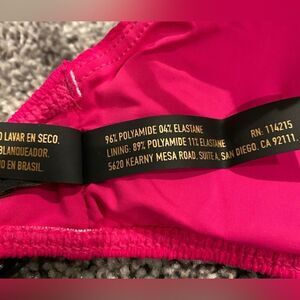 O LAVAR EN SECO.
BLANQUEADOR.
O EN BRASIL.
96% POLYAMIDE 04% ELASTANE
LINING: 89% POLYAMIDE 11% ELASTANE
5620 KEARNY MESA ROAD, SUITE A, SAN DIEGO, CA 92111.
RN: 114215